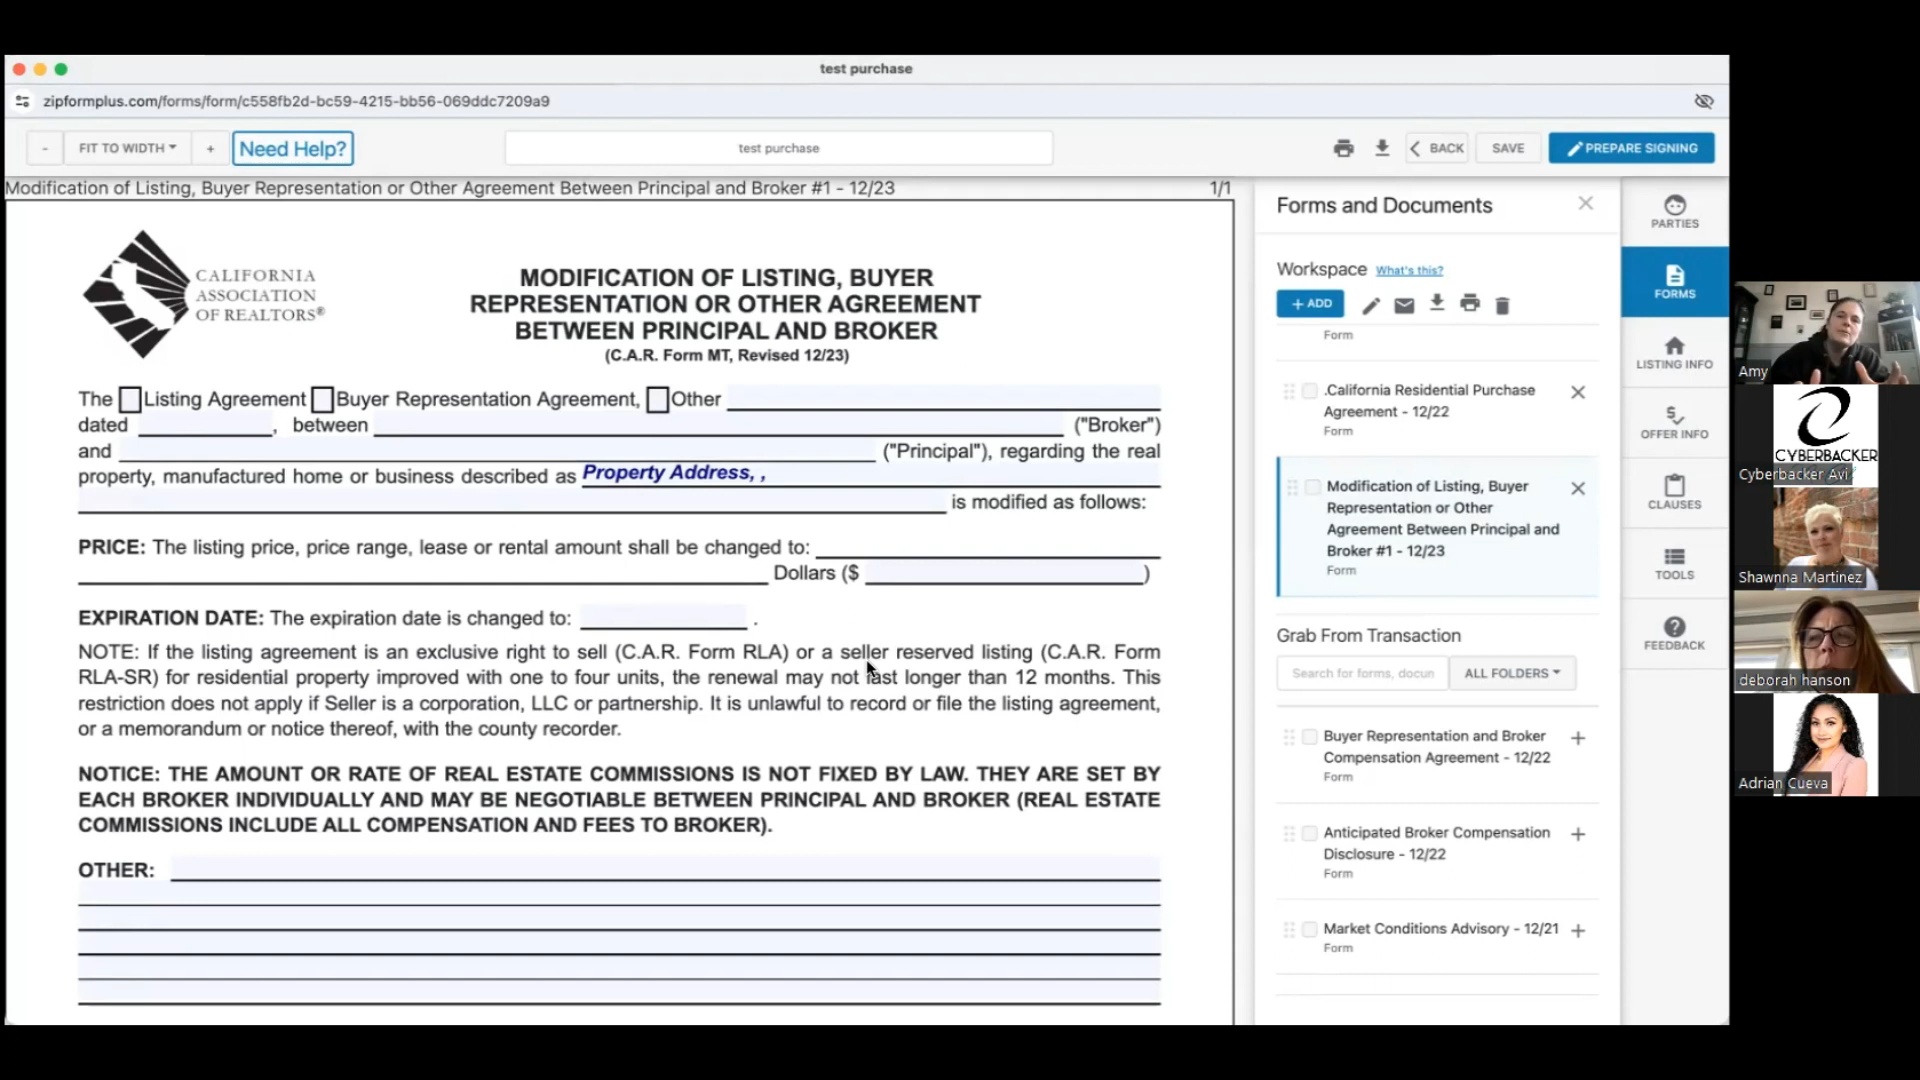 test purchase
zipformplus.com/forms/form/c558fb2d-bc59-4215-bb56-069ddc7209a9
- FIT TO WIDTH + Need Help? test purchase BACK SAVE PREPARE SIGNING
Modification of Listing, Buyer Representation or Other Agreement Between Principal and Broker #1 - 12/23 1/1
CALIFORNIA
ASSOCIATION
OF REALTORS®
MODIFICATION OF LISTING, BUYER
REPRESENTATION OR OTHER AGREEMENT
BETWEEN PRINCIPAL AND BROKER
(C.A.R. Form MT, Revised 12/23)
The Listing Agreement Buyer Representation Agreement, Other
dated , between ("Broker")
and ("Principal"), regarding the real
property, manufactured home or business described as Property Address, ,
is modified as follows:
PRICE: The listing price, price range, lease or rental amount shall be changed to:
Dollars ($ )
EXPIRATION DATE: The expiration date is changed to: .
NOTE: If the listing agreement is an exclusive right to sell (C.A.R. Form RLA) or a seller reserved listing (C.A.R. Form
RLA-SR) for residential property improved with one to four units, the renewal may not last longer than 12 months. This
restriction does not apply if Seller is a corporation, LLC or partnership. It is unlawful to record or file the listing agreement,
or a memorandum or notice thereof, with the county recorder.
NOTICE: THE AMOUNT OR RATE OF REAL ESTATE COMMISSIONS IS NOT FIXED BY LAW. THEY ARE SET BY
EACH BROKER INDIVIDUALLY AND MAY BE NEGOTIABLE BETWEEN PRINCIPAL AND BROKER (REAL ESTATE
COMMISSIONS INCLUDE ALL COMPENSATION AND FEES TO BROKER).
OTHER:
Forms and Documents
Workspace What's this?
+ ADD
Form
.California Residential Purchase
Agreement - 12/22
Form
Modification of Listing, Buyer
Representation or Other
Agreement Between Principal and
Broker #1 - 12/23
Form
Grab From Transaction
Search for forms, docun ALL FOLDERS
Buyer Representation and Broker
Compensation Agreement - 12/22
Form
Anticipated Broker Compensation
Disclosure - 12/22
Form
Market Conditions Advisory - 12/21
Form
PARTIES
FORMS
LISTING INFO
OFFER INFO
CLAUSES
TOOLS
FEEDBACK
Amy
CYBERBACKER
Cyberbacker Avi
Shawnna Martinez
deborah hanson
Adrian Cueva